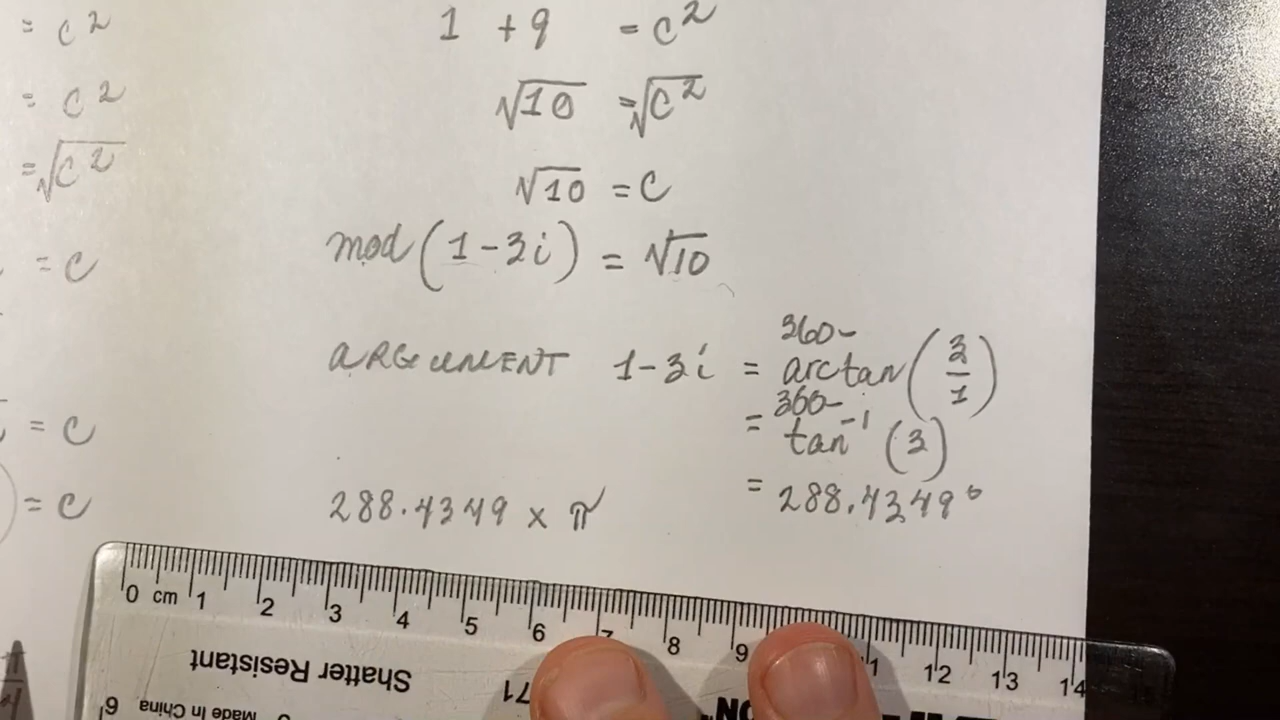 = c²
= c²
= √c²
= c
= c
= c
1 + 9 = c²
√10 = √c²
√10 = c
mod (1 - 3i) = √10
ARGUMENT 1 - 3i = 360- arctan (3/1)
= 360- tan⁻¹ (3)
= 288.4349°
288.4349 x π
0 cm 1 2 3 4 5 6 7 8 9 11 12 13 14 15
Shatter Resistant
Made In China
6